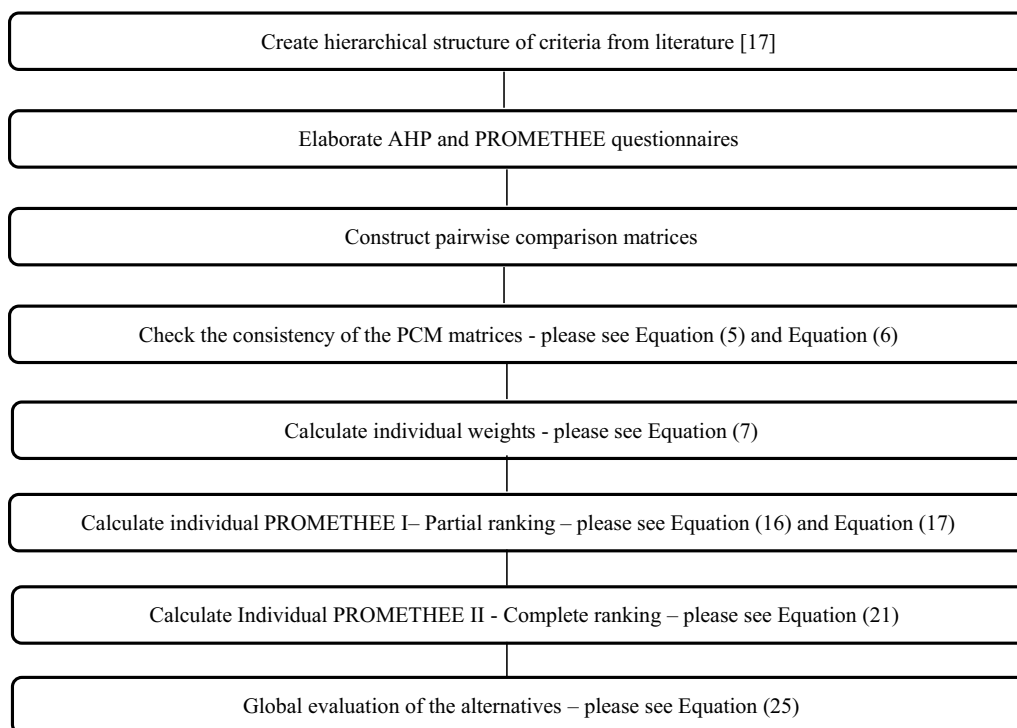 Create hierarchical structure of criteria from literature [17]
Elaborate AHP and PROMETHEE questionnaires
Construct pairwise comparison matrices
Check the consistency of the PCM matrices - please see Equation (5) and Equation (6)
Calculate individual weights - please see Equation (7)
Calculate individual PROMETHEE I– Partial ranking – please see Equation (16) and Equation (17)
Calculate Individual PROMETHEE II - Complete ranking – please see Equation (21)
Global evaluation of the alternatives – please see Equation (25)